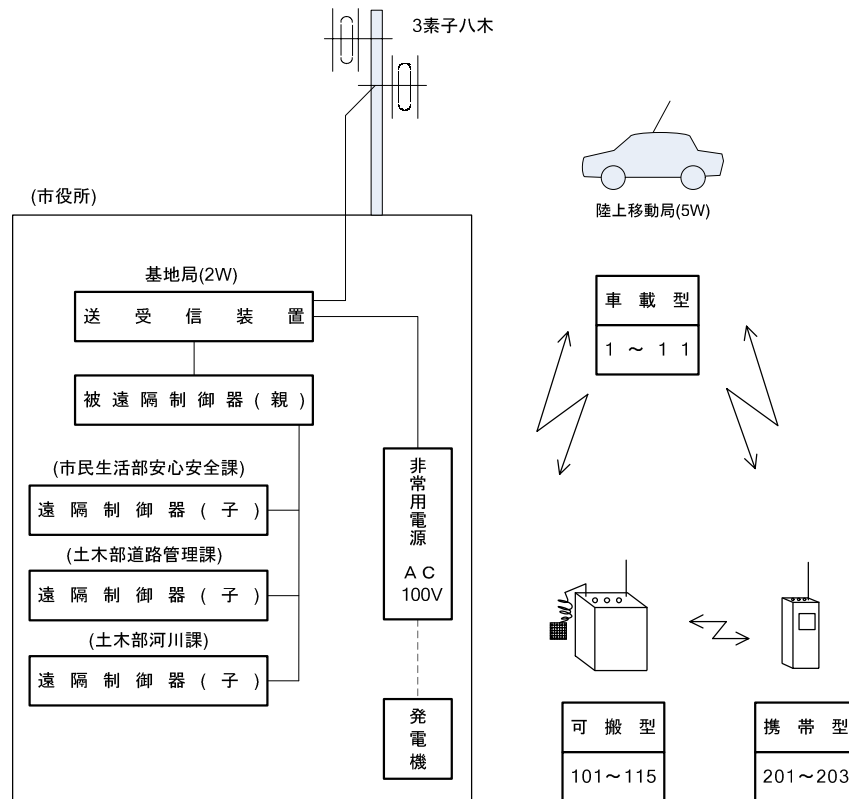 3素子八木
(市役所)
陸上移動局(5W)
基地局(2W)
送受信装置
車載型
1~11
被遠隔制御器(親)
(市民生活部安心安全課)
遠隔制御器(子)
(土木部道路管理課)
遠隔制御器(子)
(土木部河川課)
遠隔制御器(子)
非常用電源
AC
100V
発電機
可搬型
101~115
携帯型
201~203